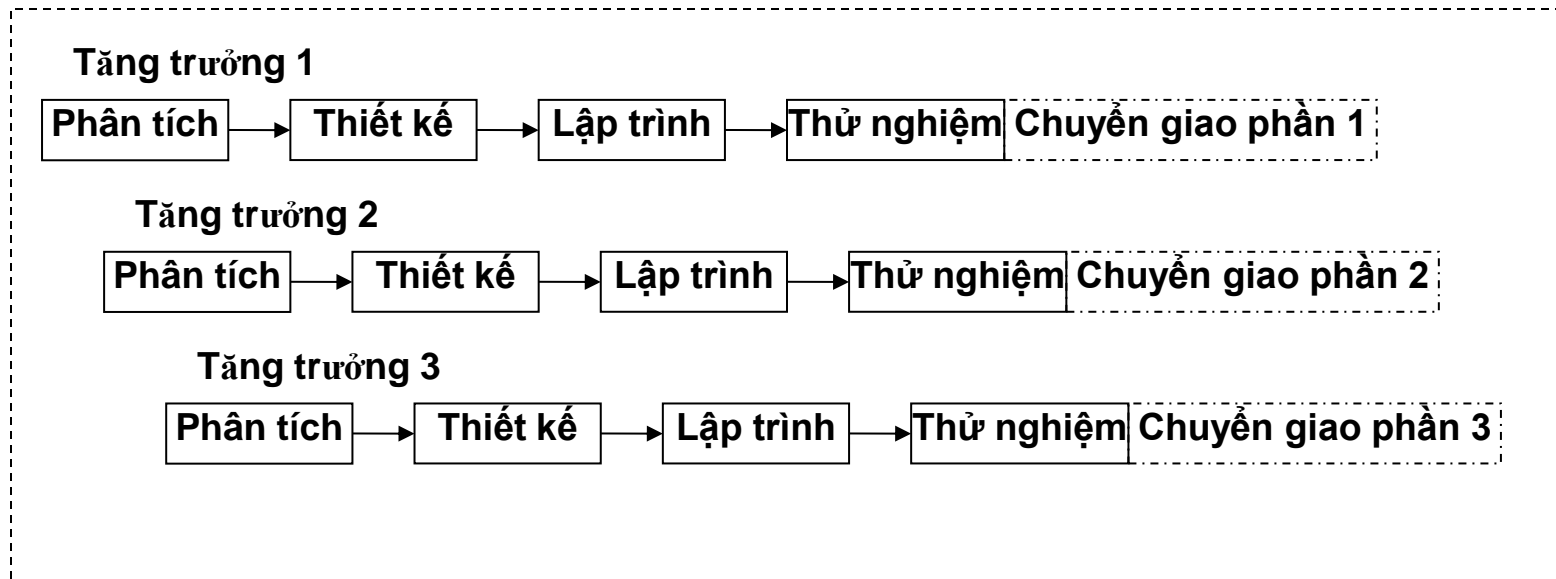 Tăng trưởng 1
Phân tích Thiết kế Lập trình Thử nghiệm Chuyển giao phần 1
Tăng trưởng 2
Phân tích Thiết kế Lập trình Thử nghiệm Chuyển giao phần 2
Tăng trưởng 3
Phân tích Thiết kế Lập trình Thử nghiệm Chuyển giao phần 3